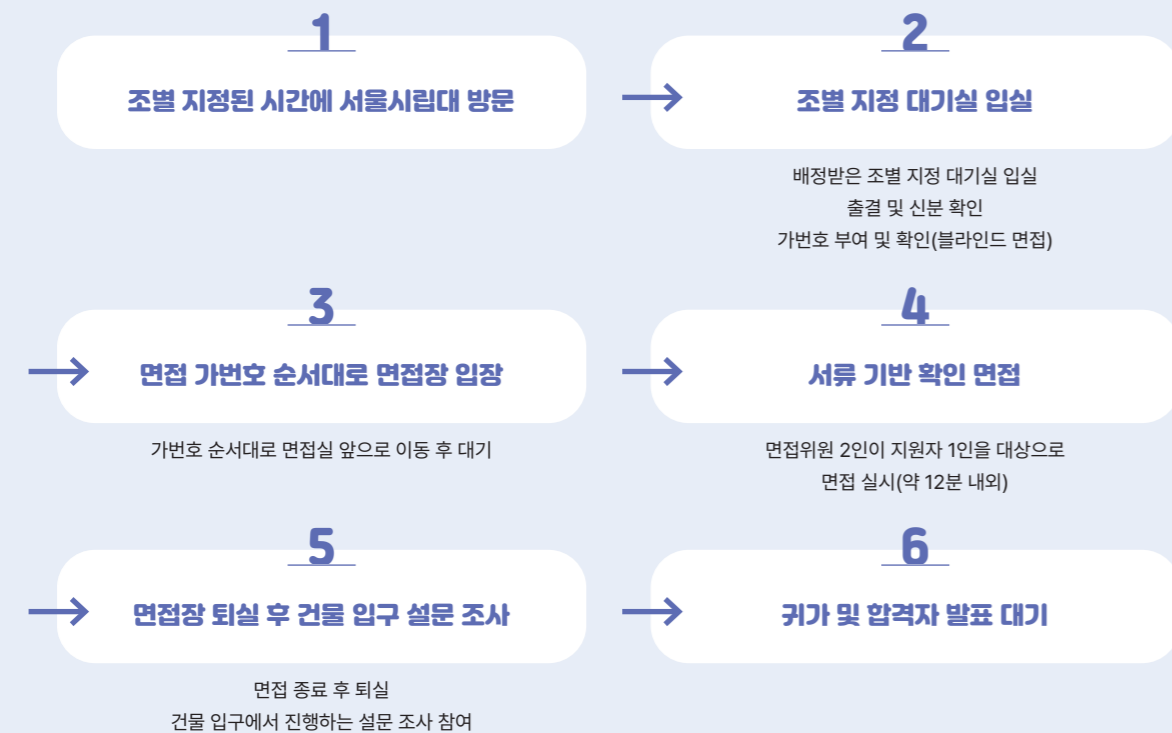 1
조별 지정된 시간에 서울시립대 방문
2
조별 지정 대기실 입실
배정받은 조별 지정 대기실 입실
출결 및 신분 확인
가번호 부여 및 확인(블라인드 면접)
3
면접 가번호 순서대로 면접장 입장
가번호 순서대로 면접실 앞으로 이동 후 대기
4
서류 기반 확인 면접
면접위원 2인이 지원자 1인을 대상으로
면접 실시(약 12분 내외)
5
면접장 퇴실 후 건물 입구 설문 조사
면접 종료 후 퇴실
건물 입구에서 진행하는 설문 조사 참여
6
귀가 및 합격자 발표 대기